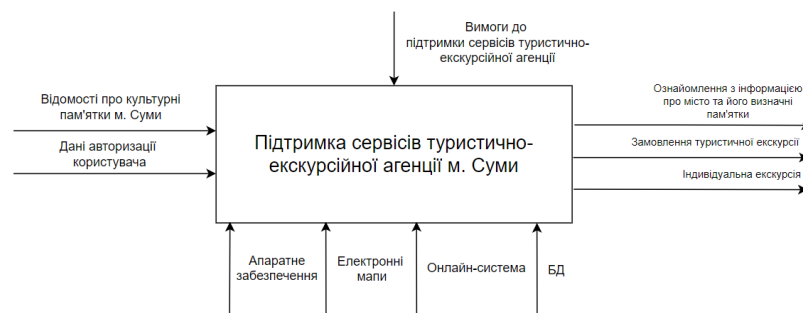 Вимоги до
підтримки сервісів туристично-
екскурсійної агенції
Відомості про культурні
пам'ятки м. Суми
Дані авторизації
користувача
Підтримка сервісів туристично-
екскурсійної агенції м. Суми
Ознайомлення з інформацією
про місто та його визначні
пам'ятки
Замовлення туристичної екскурсії
Індивідуальна екскурсія
Апаратне
забезпечення
Електронні
мапи
Онлайн-система
БД